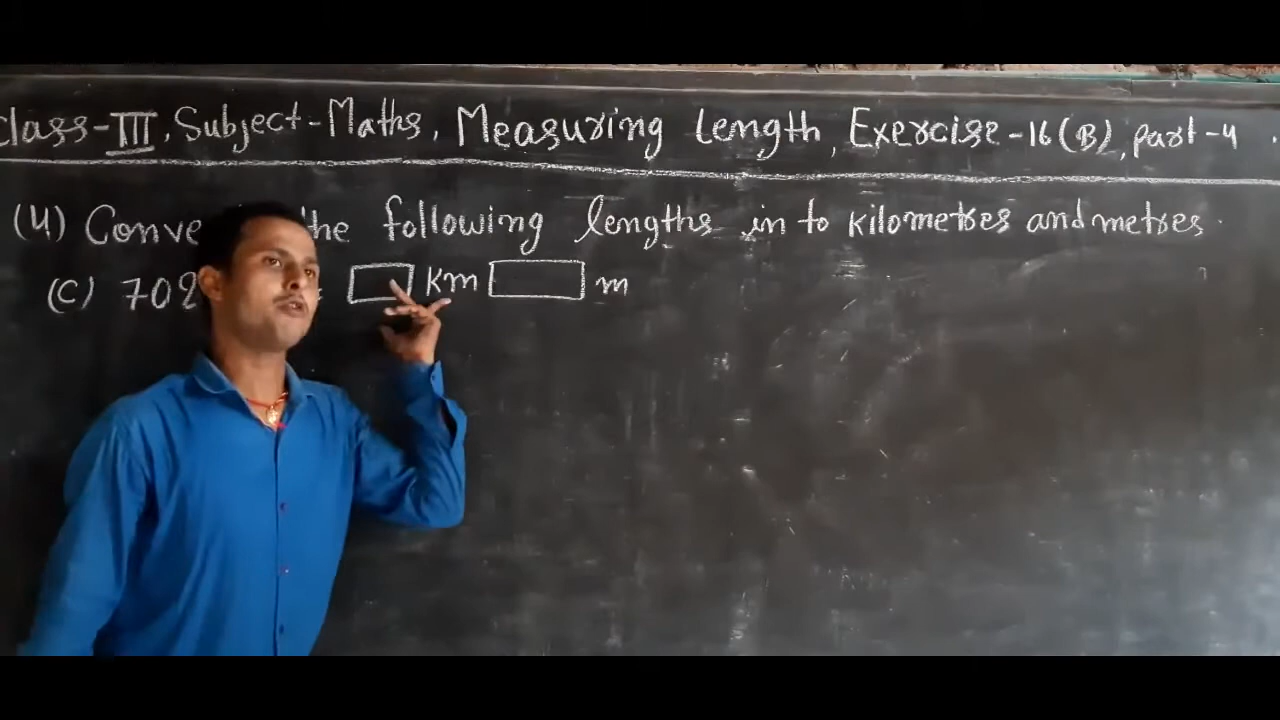 Class-III, Subject-Maths, Measuring Length, Exercise-16(B), part-4.
(4) Conve the following lengths in to kilometres and metres.
(C) 702 = km m